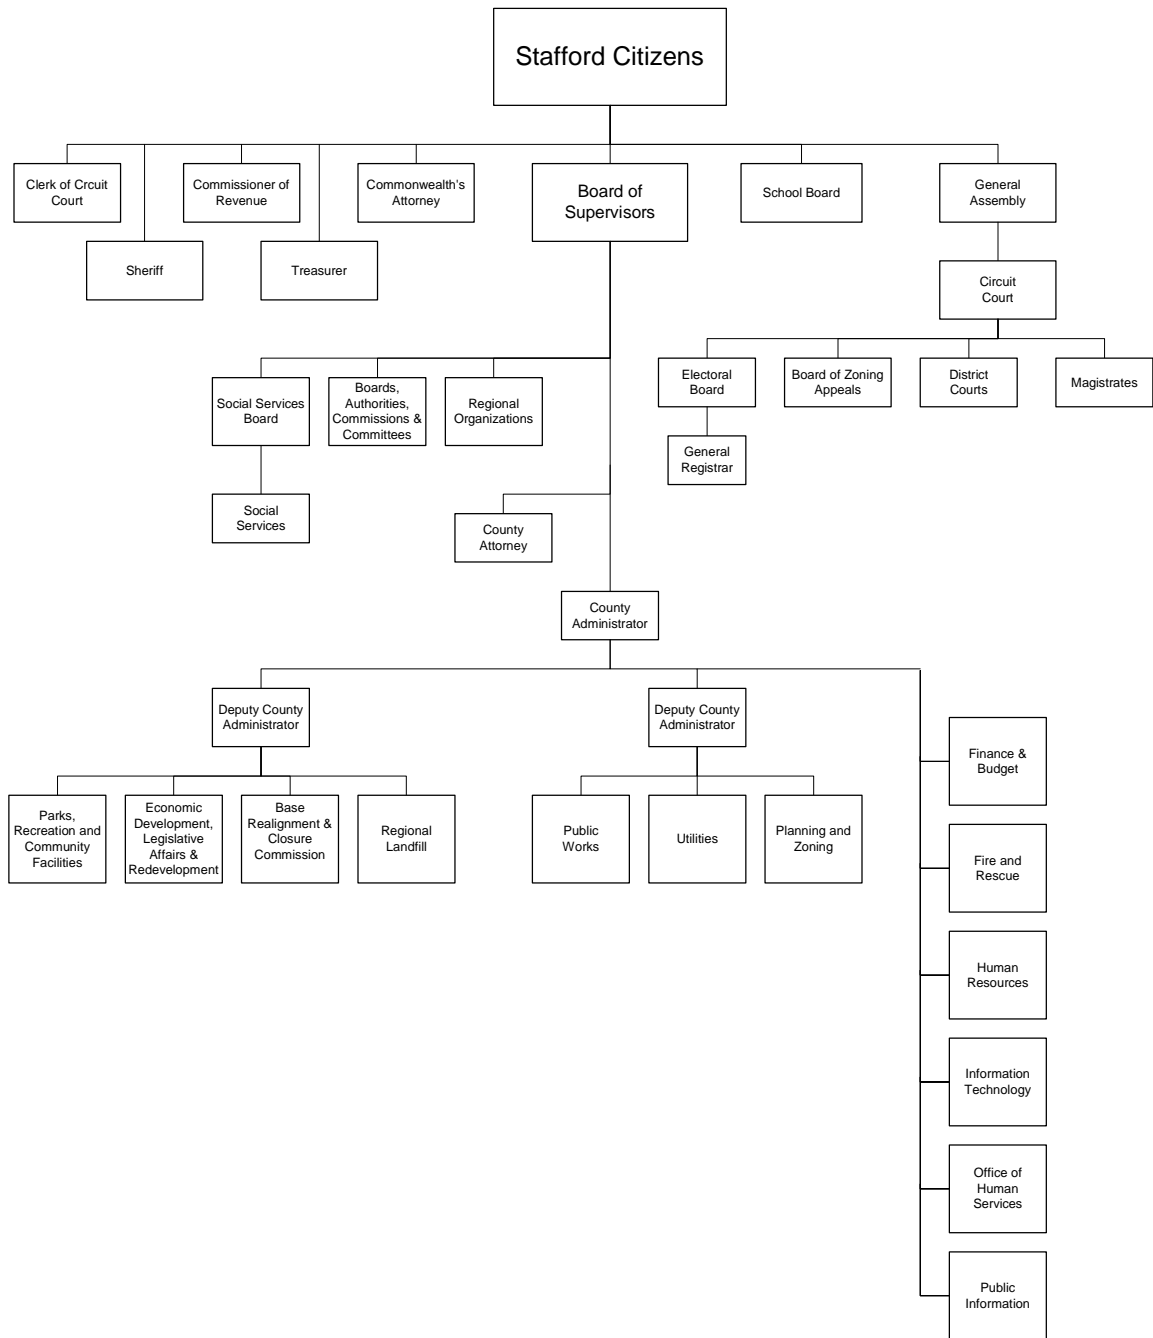 Stafford Citizens
Clerk of Crcuit
Court
Commissioner of
Revenue
Commonwealth's
Attorney
Board of
Supervisors
School Board
General
Assembly
Sheriff
Treasurer
Circuit
Court
Social Services
Board
Boards,
Authorities,
Commissions &
Committees
Regional
Organizations
Electoral
Board
Board of Zoning
Appeals
District
Courts
Magistrates
General
Registrar
Social
Services
County
Attorney
County
Administrator
Deputy County
Administrator
Deputy County
Administrator
Parks,
Recreation and
Community
Facilities
Economic
Development,
Legislative
Affairs &
Redevelopment
Base
Realignment &
Closure
Commission
Regional
Landfill
Public
Works
Utilities
Planning and
Zoning
Finance &
Budget
Fire and
Rescue
Human
Resources
Information
Technology
Office of
Human
Services
Public
Information